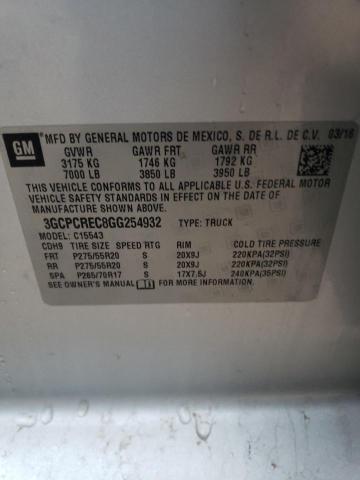 GM
MFD BY GENERAL MOTORS DE MEXICO, S. DE R.L. DE C.V. 03/16
GVWR GAWR FRT GAWR RR
3175 KG 1746 KG 1792 KG
7000 LB 3850 LB 3950 LB
THIS VEHICLE CONFORMS TO ALL APPLICABLE U.S. FEDERAL MOTOR
VEHICLE SAFETY STANDARDS IN EFFECT ON THE DATE OF
MANUFACTURE SHOWN ABOVE.
3GCPCREC8GG254932 TYPE: TRUCK
MODEL: C15543
CDH9 TIRE SIZE SPEED RTG RIM COLD TIRE PRESSURE
FRT P275/55R20 S 20X9J 220KPA(32PSI)
RR P275/55R20 S 20X9J 220KPA(32PSI)
SPA P265/70R17 S 17X7.5J 240KPA(35PSI)
SEE OWNER'S MANUAL FOR MORE INFORMATION.